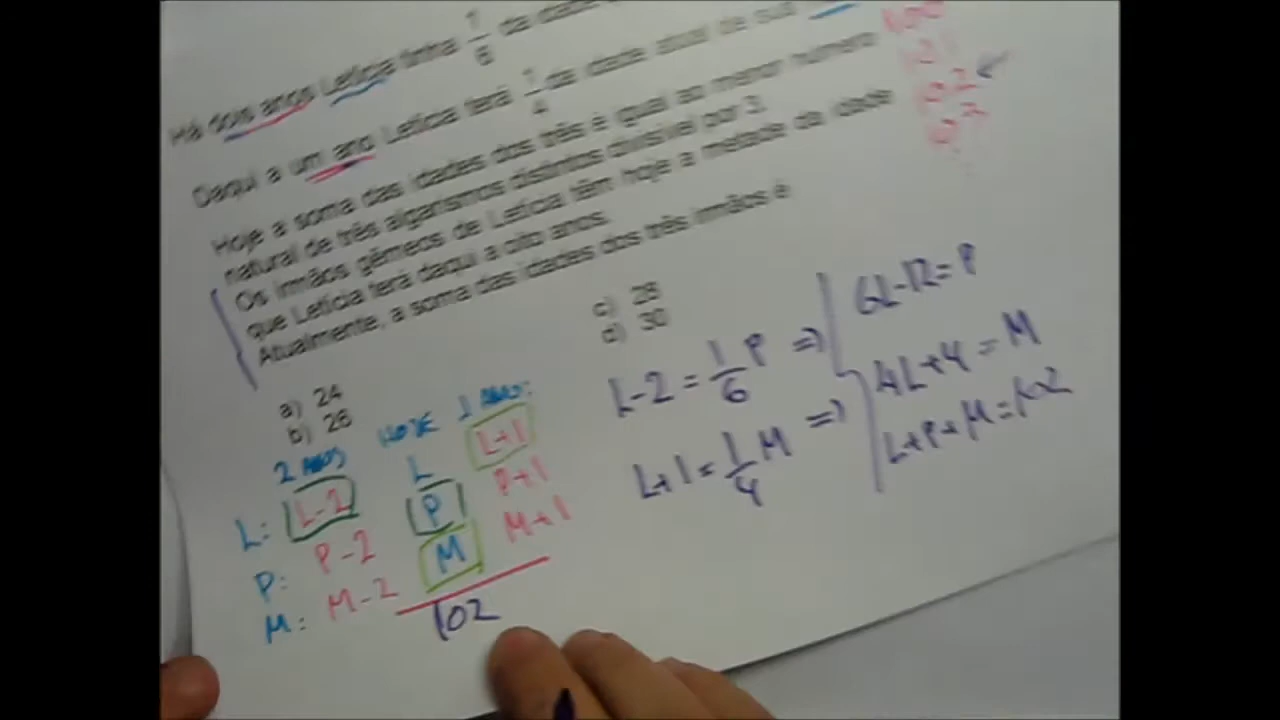 Há dois anos Letícia tinha 1/6 da idade
Daqui a um ano Letícia terá 1/4 da idade atual de sua
Hoje a soma das idades dos três é igual ao menor número
natural de três algarismos distintos divisível por 3.
Os irmãos gêmeos de Letícia têm hoje a metade da idade
que Letícia terá daqui a oito anos.
Atualmente, a soma das idades dos três irmãos é
a) 24
b) 26
c) 28
d) 30
100
101
102
103
2 ANOS HOJE 1 ANO:
L: L-2 L L+1
P: P-2 P P+1
M: M-2 M M+1
102
L-2 = 1/6 P => 6L-12=P
L+1 = 1/4 M => 4L+4=M
L+P+M=102